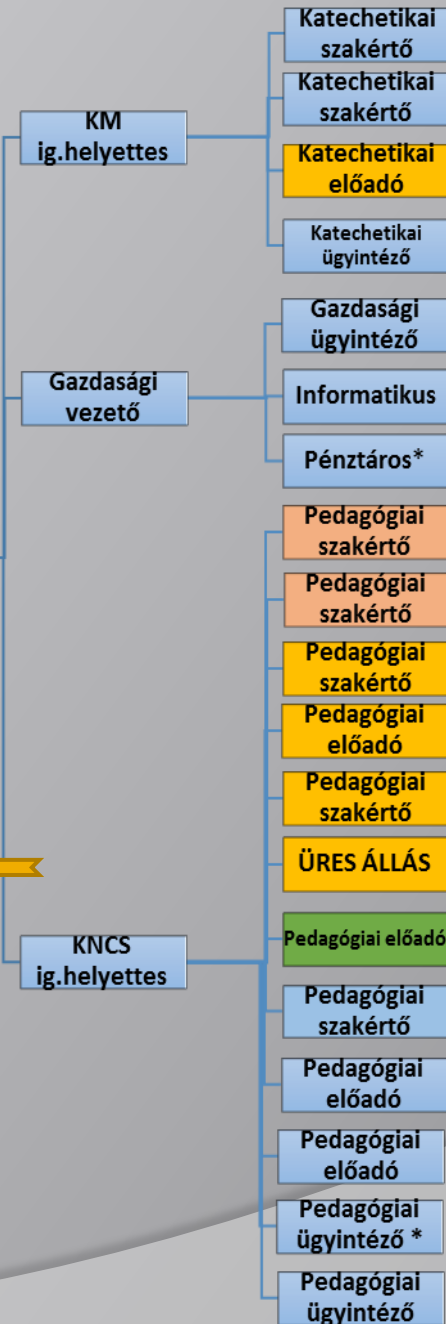 Katechetikai
szakértő
Katechetikai
szakértő
KM
ig.helyettes
Katechetikai
előadó
Katechetikai
ügyintéző
Gazdasági
ügyintéző
Gazdasági
vezető
Informatikus
Pénztáros*
Pedagógiai
szakértő
Pedagógiai
szakértő
Pedagógiai
szakértő
Pedagógiai
előadó
Pedagógiai
szakértő
ÜRES ÁLLÁS
Pedagógiai előadó
KNCS
ig.helyettes
Pedagógiai
szakértő
Pedagógiai
előadó
Pedagógiai
előadó
Pedagógiai
ügyintéző *
Pedagógiai
ügyintéző